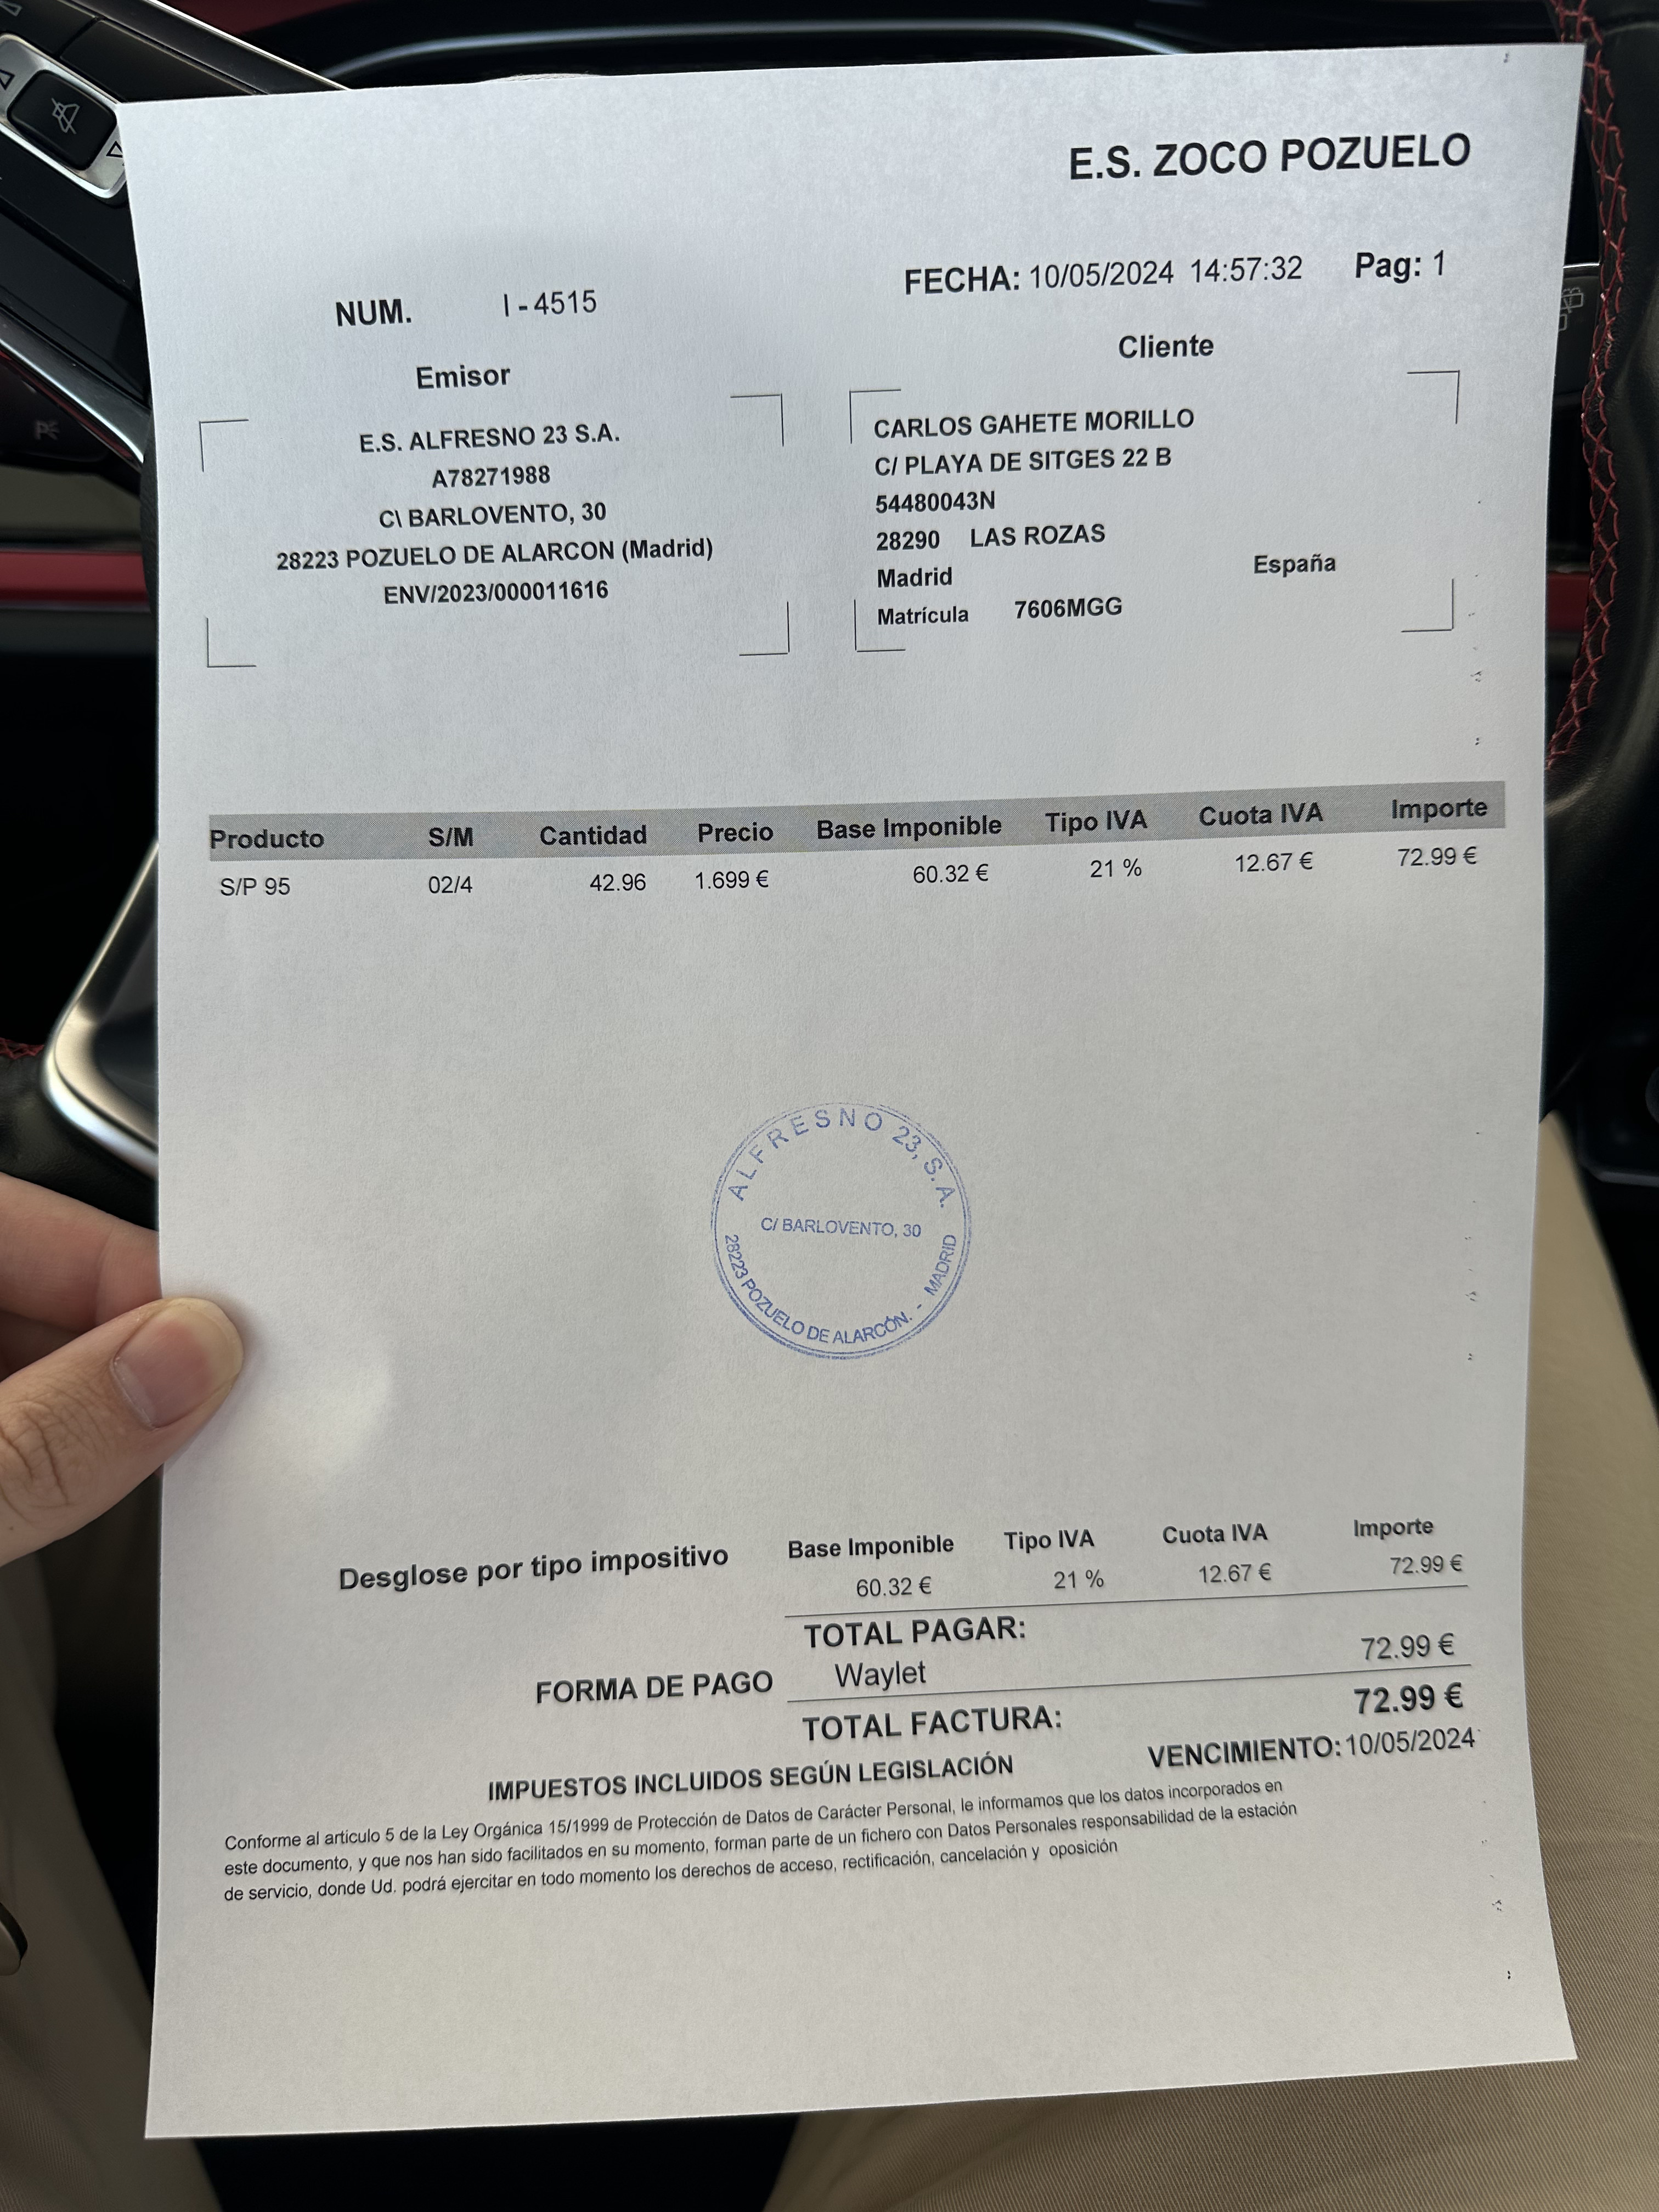 E.S. ZOCO POZUELO
NUM. I - 4515
FECHA: 10/05/2024 14:57:32 Pag: 1
Emisor
E.S. ALFRESNO 23 S.A.
A78271988
C\ BARLOVENTO, 30
28223 POZUELO DE ALARCON (Madrid)
ENV/2023/000011616
Cliente
CARLOS GAHETE MORILLO
C/ PLAYA DE SITGES 22 B
54480043N
28290 LAS ROZAS
Madrid España
Matrícula 7606MGG
Producto S/M Cantidad Precio Base Imponible Tipo IVA Cuota IVA Importe
S/P 95 02/4 42.96 1.699 € 60.32 € 21 % 12.67 € 72.99 €
ALFRESNO 23, S.A.
C/ BARLOVENTO, 30
28223 POZUELO DE ALARCÓN. - MADRID
Desglose por tipo impositivo Base Imponible Tipo IVA Cuota IVA Importe
60.32 € 21 % 12.67 € 72.99 €
TOTAL PAGAR:
FORMA DE PAGO Waylet 72.99 €
TOTAL FACTURA: 72.99 €
IMPUESTOS INCLUIDOS SEGÚN LEGISLACIÓN VENCIMIENTO: 10/05/2024
Conforme al articulo 5 de la Ley Orgánica 15/1999 de Protección de Datos de Carácter Personal, le informamos que los datos incorporados en
este documento, y que nos han sido facilitados en su momento, forman parte de un fichero con Datos Personales responsabilidad de la estación
de servicio, donde Ud. podrá ejercitar en todo momento los derechos de acceso, rectificación, cancelación y oposición